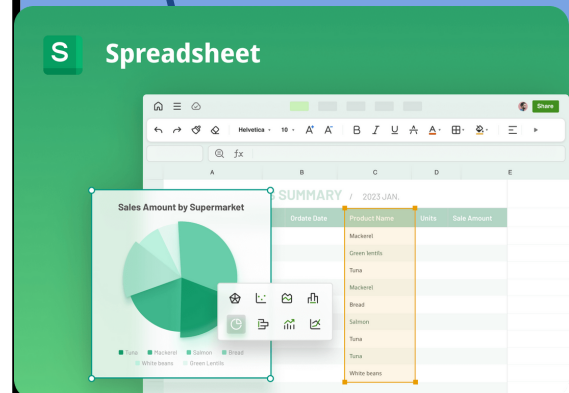 S Spreadsheet
Share
Helvetica 10 A A B I U A A
fx
A B C D E
SUMMARY / 2023 JAN.
Sales Amount by Supermarket
Ordate Date Product Name Units Sale Amount
Mackerel
Green lentils
Tuna
Mackerel
Bread
Salmon
Tuna
Tuna
White beans
Tuna Mackerel Salmon Bread
White beans Green Lentils